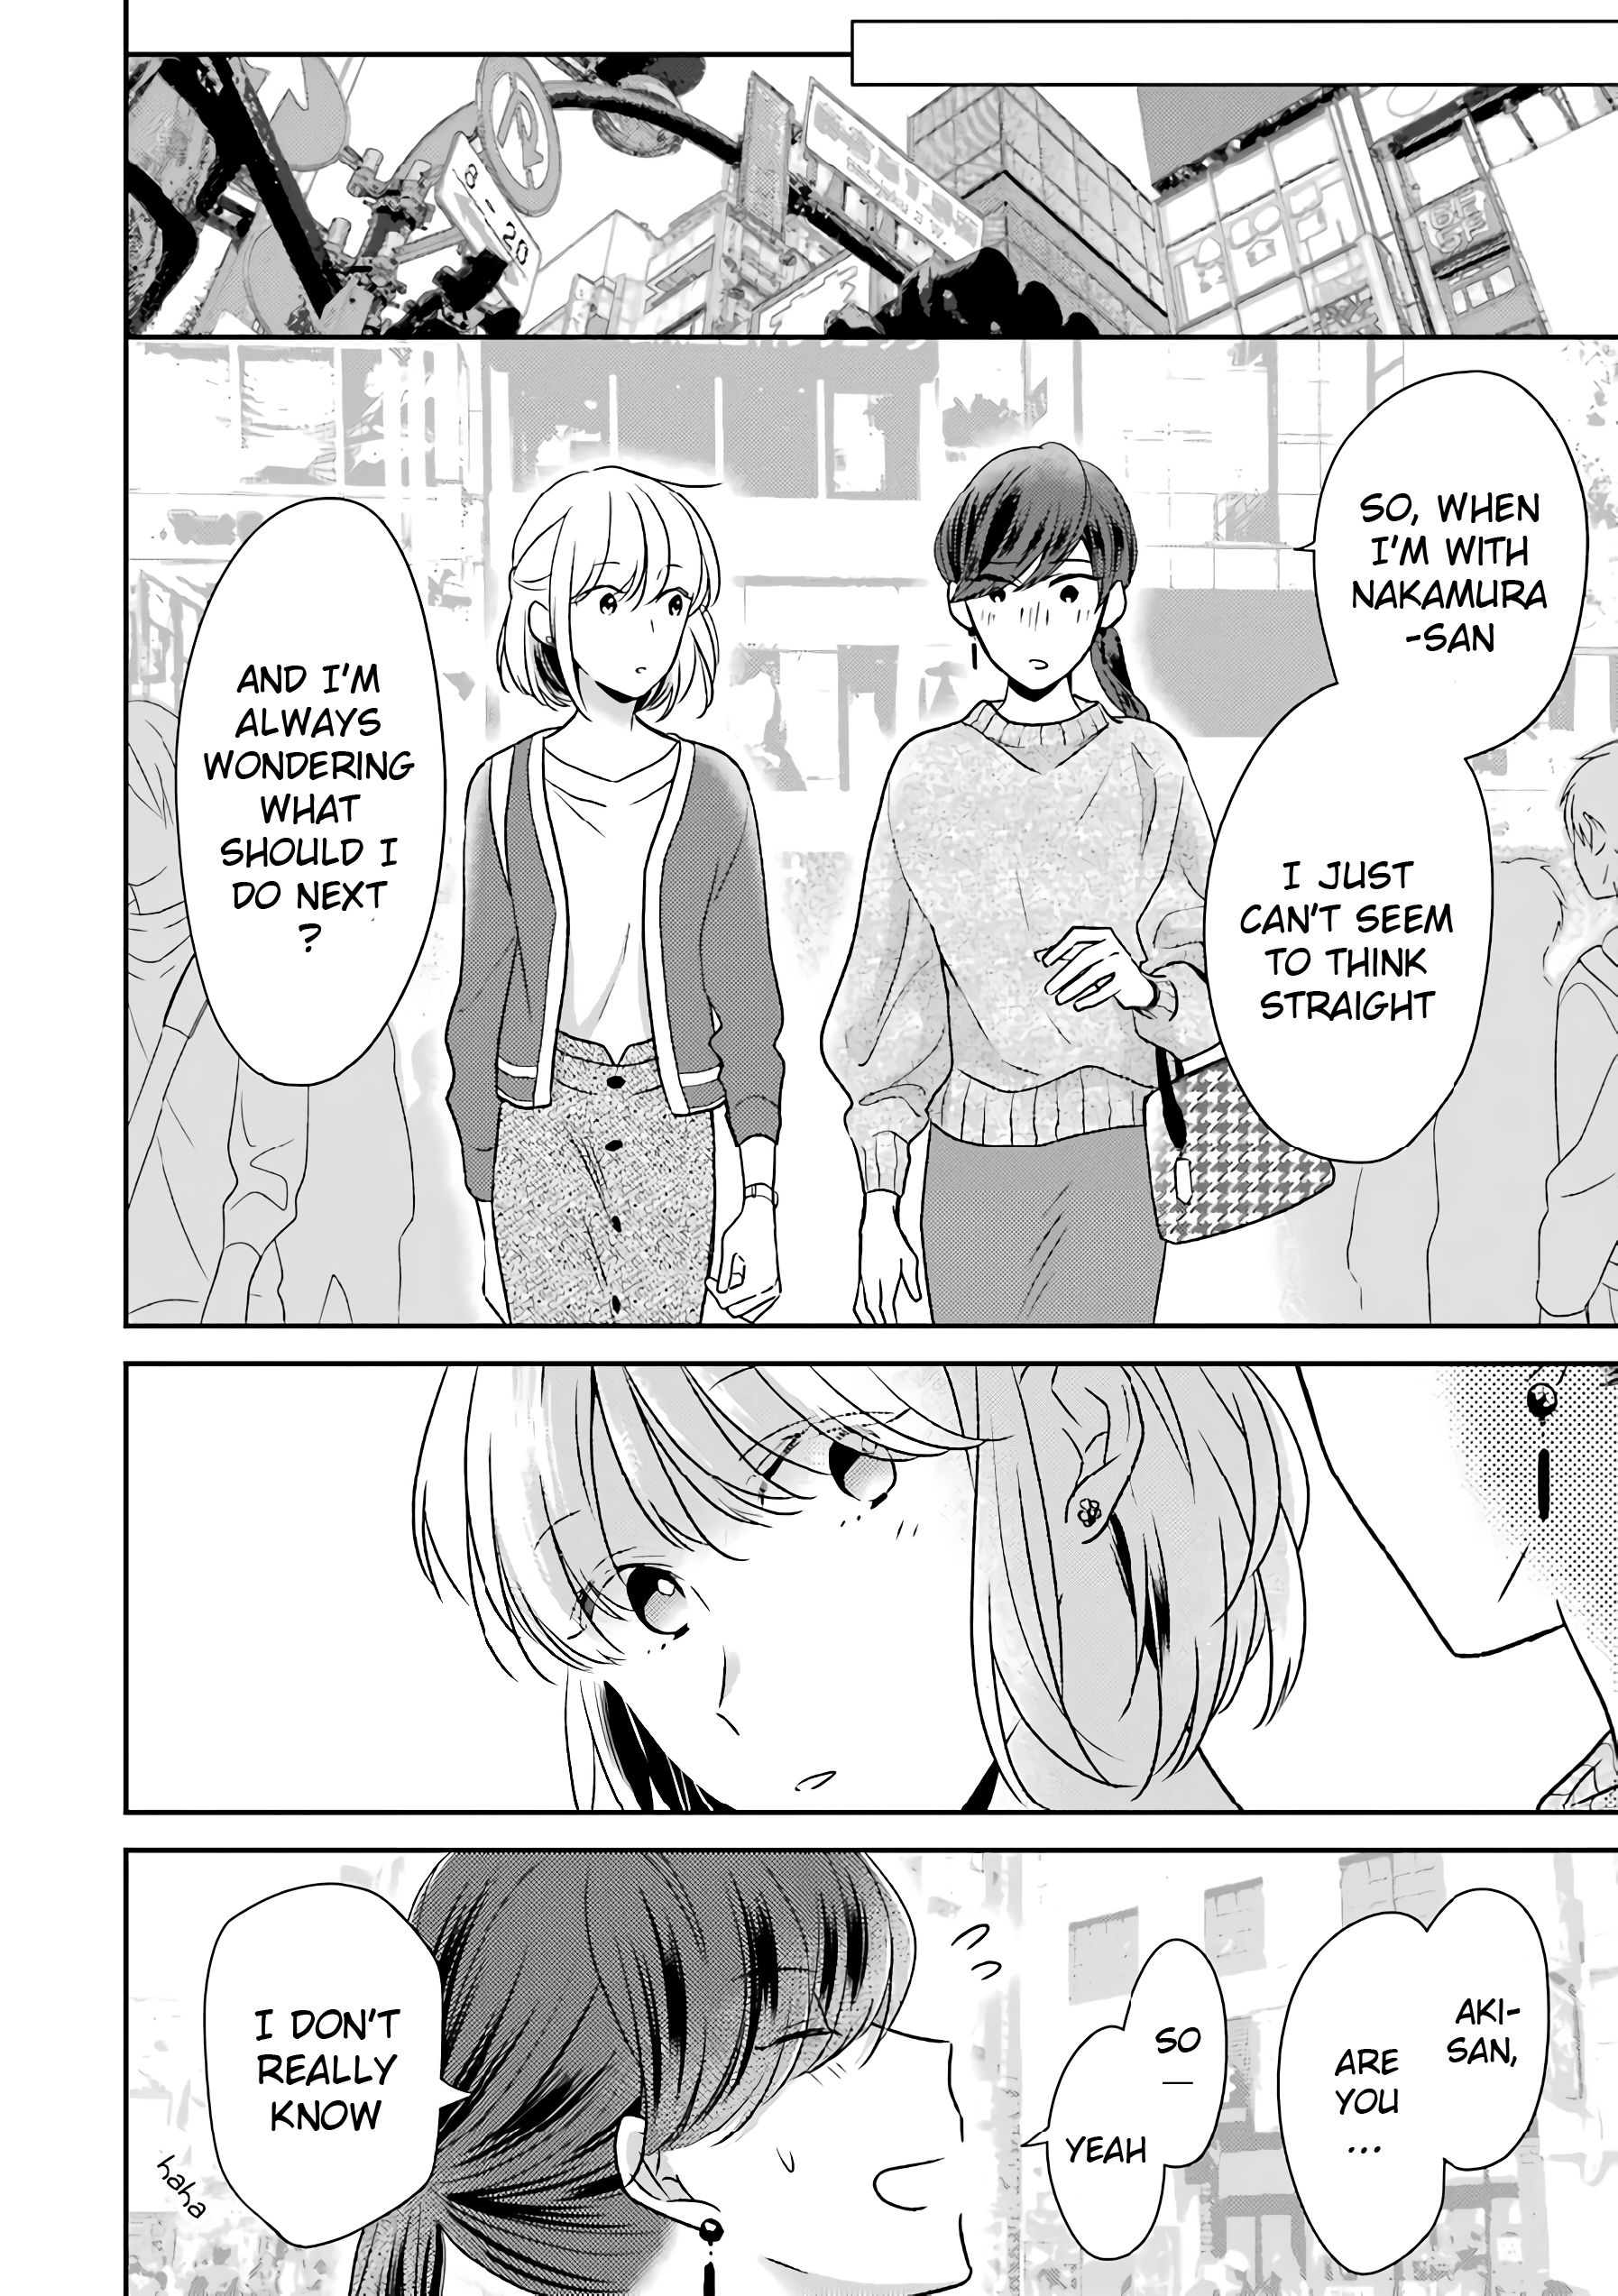 8-20
SO, WHEN
I'M WITH
NAKAMURA
-SAN
I JUST
CAN'T SEEM
TO THINK
STRAIGHT
AND I'M
ALWAYS
WONDERING
WHAT
SHOULD I
DO NEXT
?
AKI-
SAN,
ARE
YOU
...
SO
—
YEAH
I DON'T
REALLY
KNOW
haha